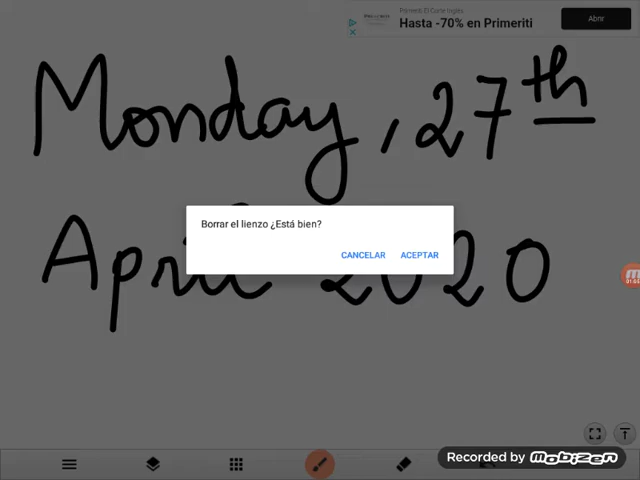 Primeriti El Corte Inglés
Hasta -70% en Primeriti
Abrir
Monday, 27th
Borrar el lienzo ¿Está bien?
CANCELAR ACEPTAR
April 2020
Recorded by MOBIZEN